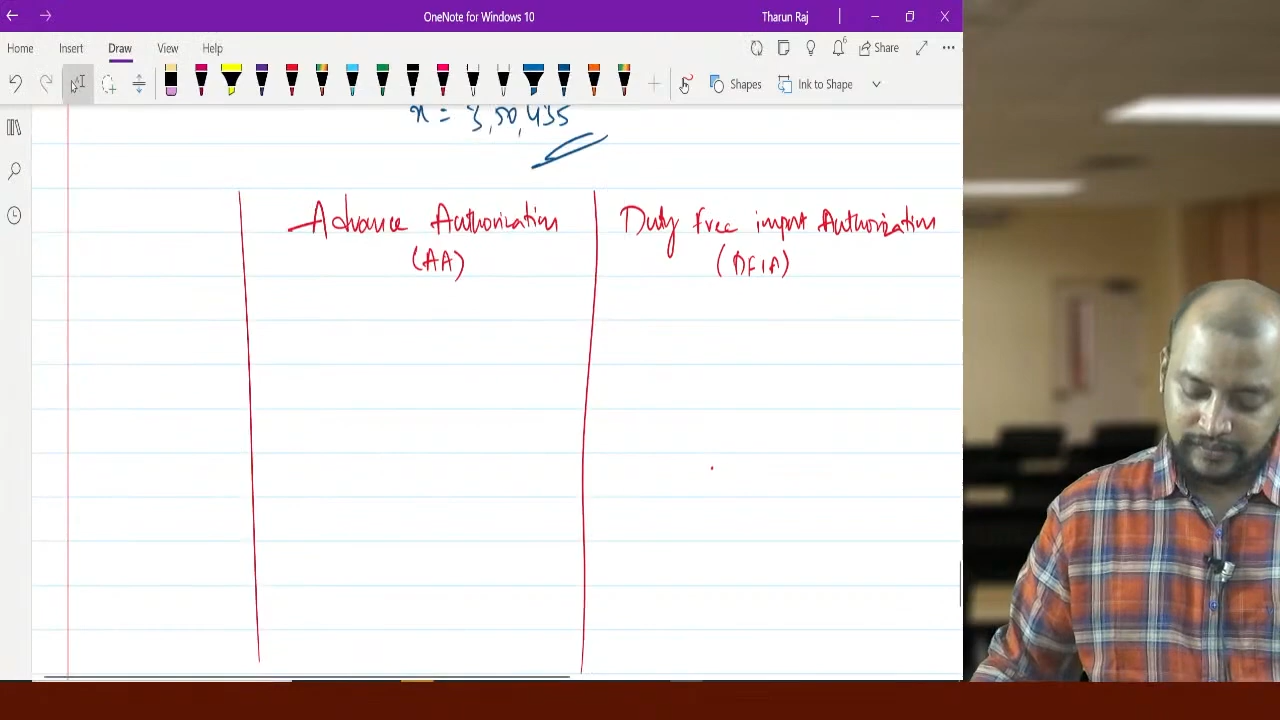 OneNote for Windows 10
Tharun Raj
Home Insert Draw View Help
6
Share
Shapes
Ink to Shape
x = 3,50,435
Advance Authorization
(AA)
Duty free import Authorization
(DFIA)